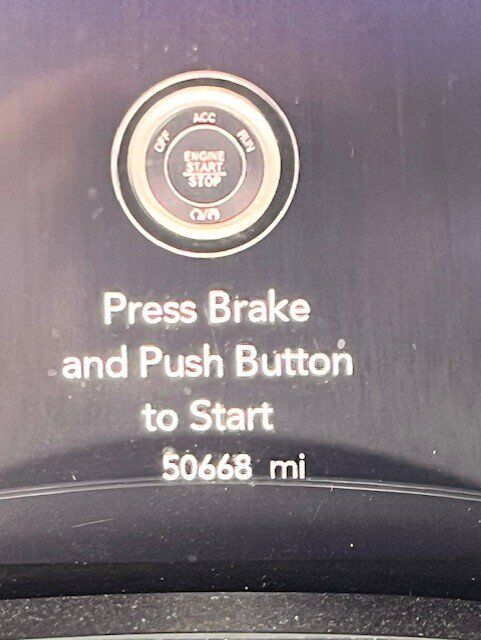 ACC
OFF
RUN
ENGINE
START
STOP
Press Brake
and Push Button
to Start
50668 mi